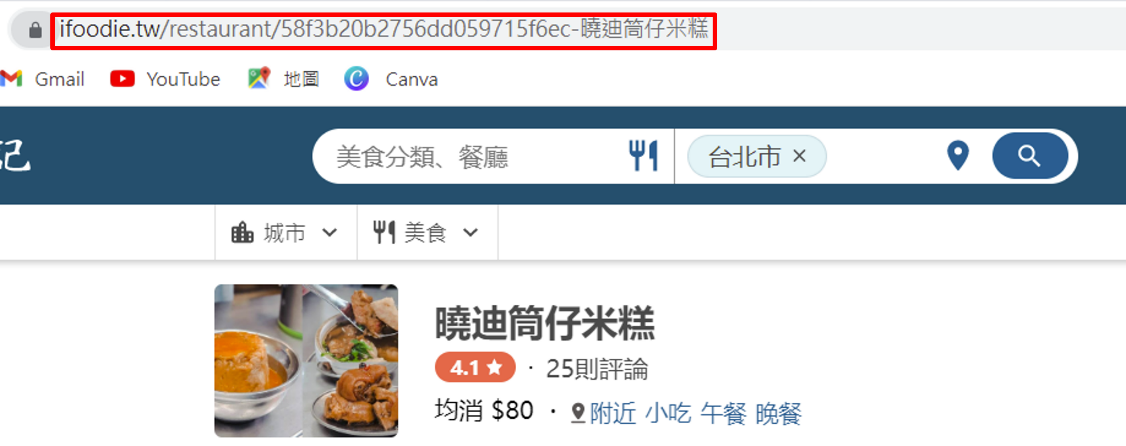 ifoodie.tw/restaurant/58f3b20b2756dd059715f6ec-曉迪筒仔米糕
Gmail YouTube 地圖 Canva
記 美食分類、餐廳 台北市 ×
城市 美食
曉迪筒仔米糕
4.1 ★ · 25則評論
均消 $80 · 附近 小吃 午餐 晚餐